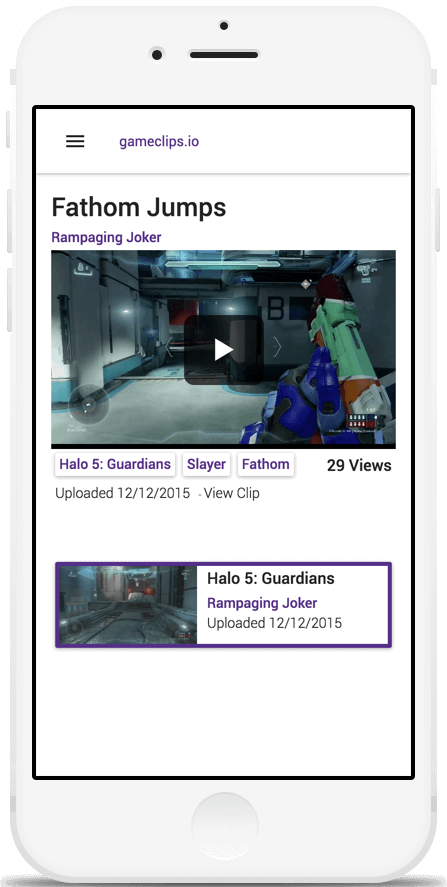 gameclips.io
Fathom Jumps
Rampaging Joker
B
Halo 5: Guardians Slayer Fathom 29 Views
Uploaded 12/12/2015 - View Clip
Halo 5: Guardians
Rampaging Joker
Uploaded 12/12/2015